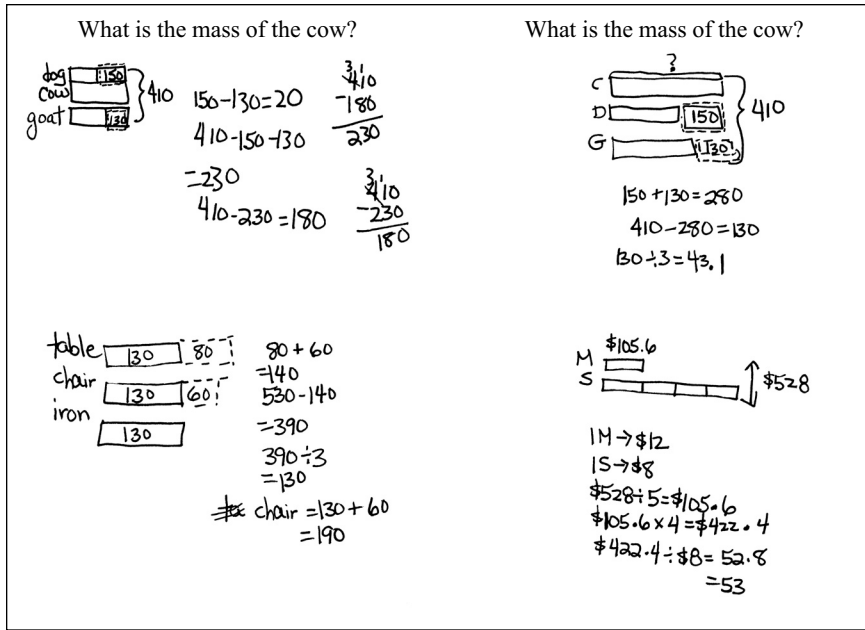 What is the mass of the cow?
dog 150
cow
goat 130
410
150-130=20
410-150-130
=230
410-230=180
3 1
410
-180
230
3 1
410
-230
180
What is the mass of the cow?
?
C
D 150
G 130
410
150+130=280
410-280=130
130÷3=43.1
table 130 80
chair 130 60
iron
130
80+60
=140
530-140
=390
390÷3
=130
chair =130+60
=190
$105.6
M
S
$528
1M→$12
1S→$8
$528÷5=$105.6
$105.6×4=$422.4
$422.4÷$8=52.8
=53